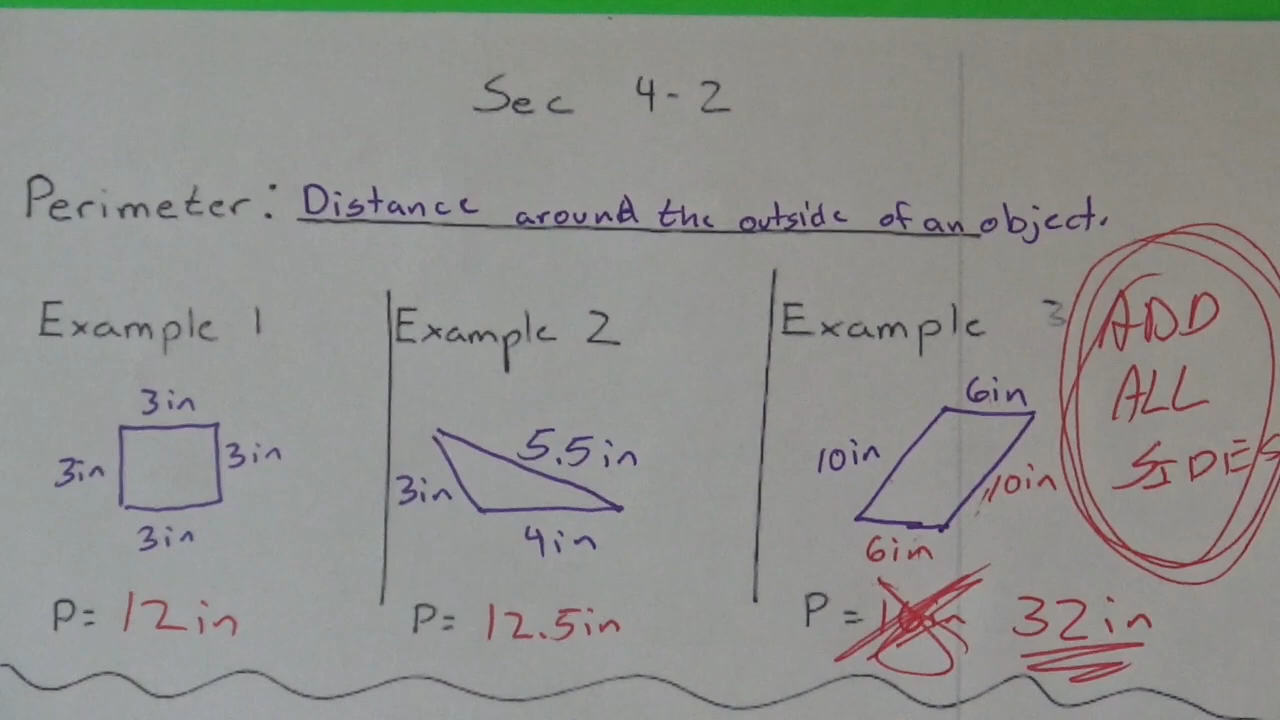 Sec 4-2
Perimeter: Distance around the outside of an object.
Example 1
3in
3in
3in
3in
P= 12in
Example 2
5.5in
3in
4in
P= 12.5in
Example 3
6in
10in
10in
6in
P= 32in
ADD
ALL
SIDES